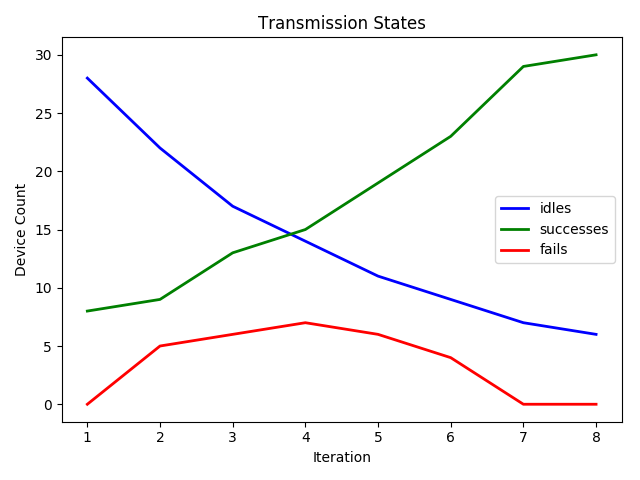 Transmission States
Device Count
30
25
20
15
10
5
0
idles
successes
fails
1 2 3 4 5 6 7 8
Iteration